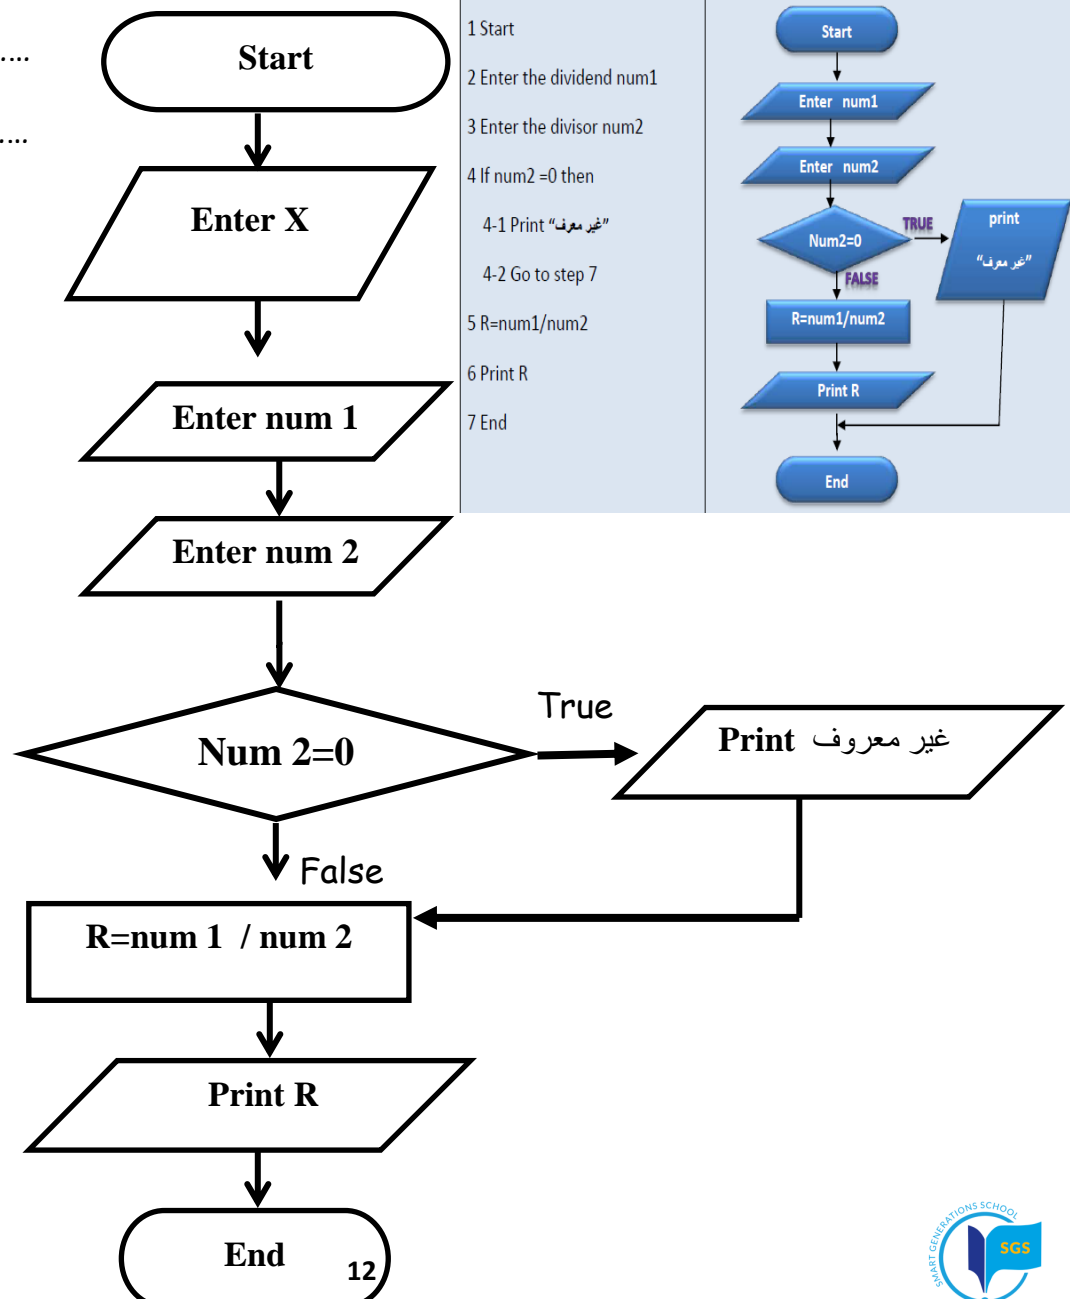 .....
....
Start
Enter X
Enter num 1
Enter num 2
Num 2=0
True
Print غير معروف
False
R=num 1 / num 2
Print R
End
12
1 Start
2 Enter the dividend num1
3 Enter the divisor num2
4 If num2 =0 then
4-1 Print “غير معرف”
4-2 Go to step 7
5 R=num1/num2
6 Print R
7 End
Start
Enter num1
Enter num2
Num2=0
TRUE
print
“غير معرف”
FALSE
R=num1/num2
Print R
End
SMART GENERATIONS SCHOOL
SGS